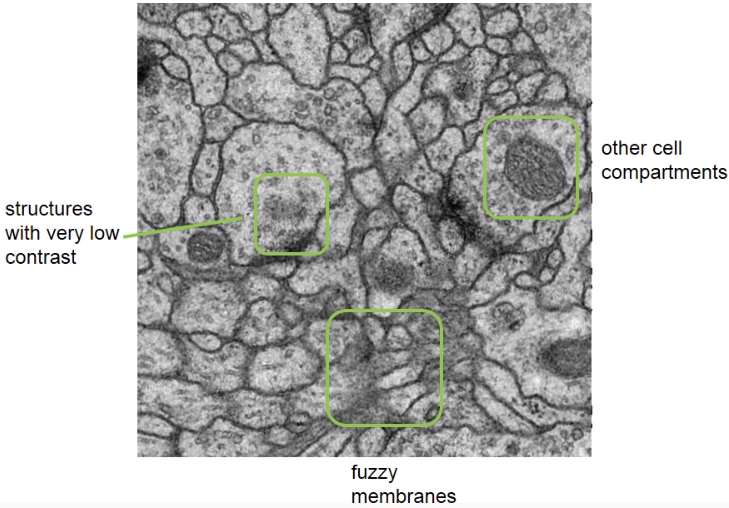 other cell
compartments
structures
with very low
contrast
fuzzy
membranes